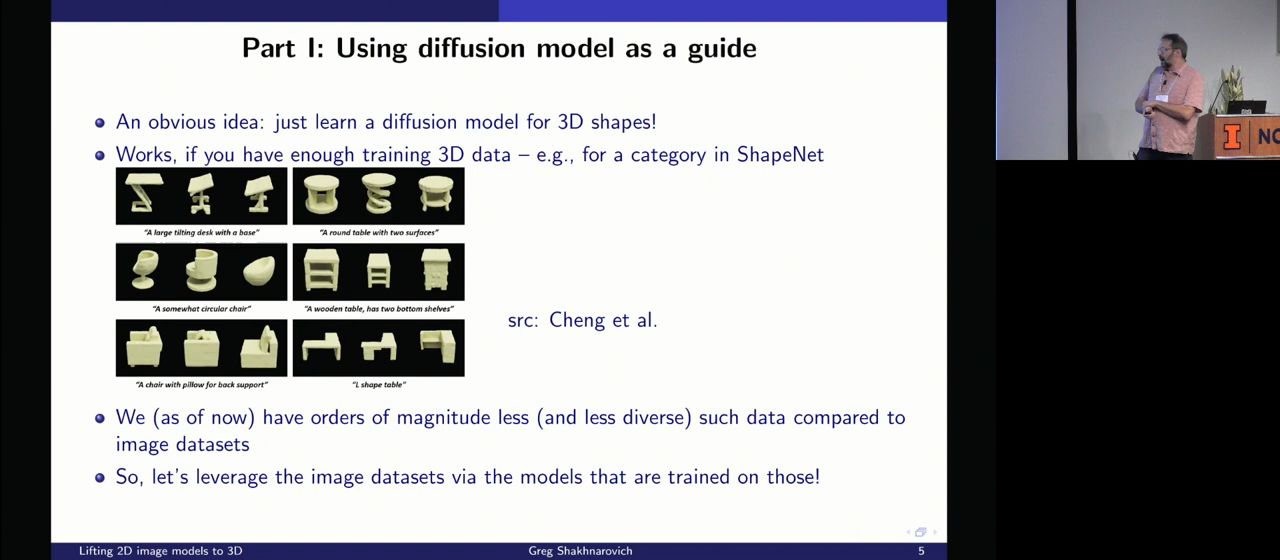 Part I: Using diffusion model as a guide
An obvious idea: just learn a diffusion model for 3D shapes!
Works, if you have enough training 3D data – e.g., for a category in ShapeNet
"A large tilting desk with a base"
"A round table with two surfaces"
"A somewhat circular chair"
"A wooden table, has two bottom shelves"
src: Cheng et al.
"A chair with pillow for back support"
"L shape table"
We (as of now) have orders of magnitude less (and less diverse) such data compared to
image datasets
So, let's leverage the image datasets via the models that are trained on those!
Lifting 2D image models to 3D
Greg Shakhnarovich
5
I